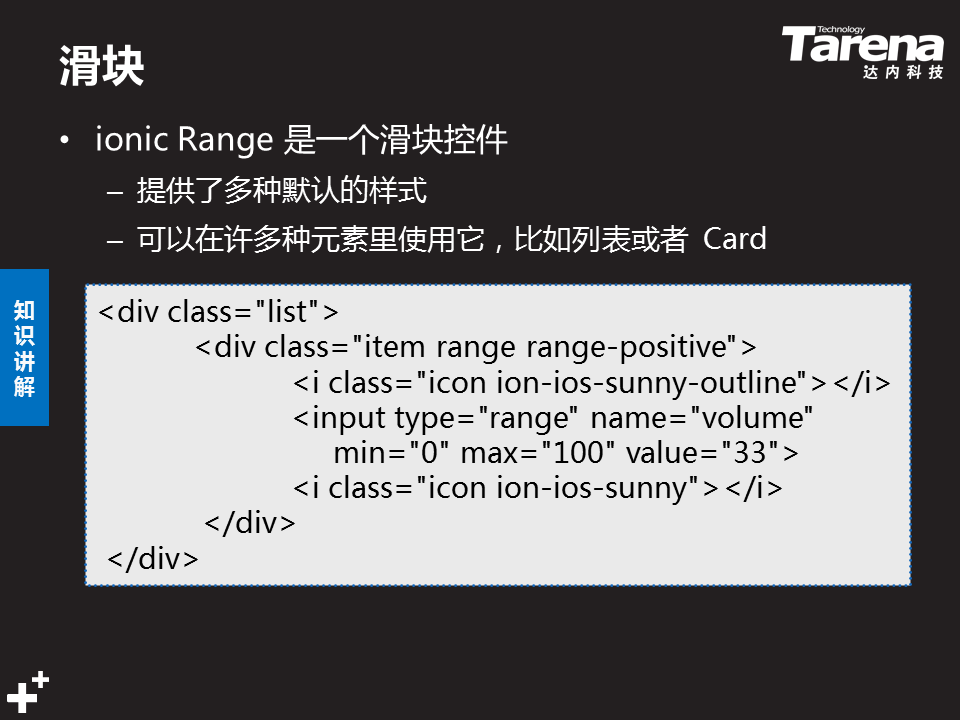 滑块
Technology
Tarena
达内科技
• ionic Range 是一个滑块控件
– 提供了多种默认的样式
– 可以在许多种元素里使用它，比如列表或者 Card
知识讲解
<div class="list">
<div class="item range range-positive">
<i class="icon ion-ios-sunny-outline"></i>
<input type="range" name="volume"
min="0" max="100" value="33">
<i class="icon ion-ios-sunny"></i>
</div>
</div>